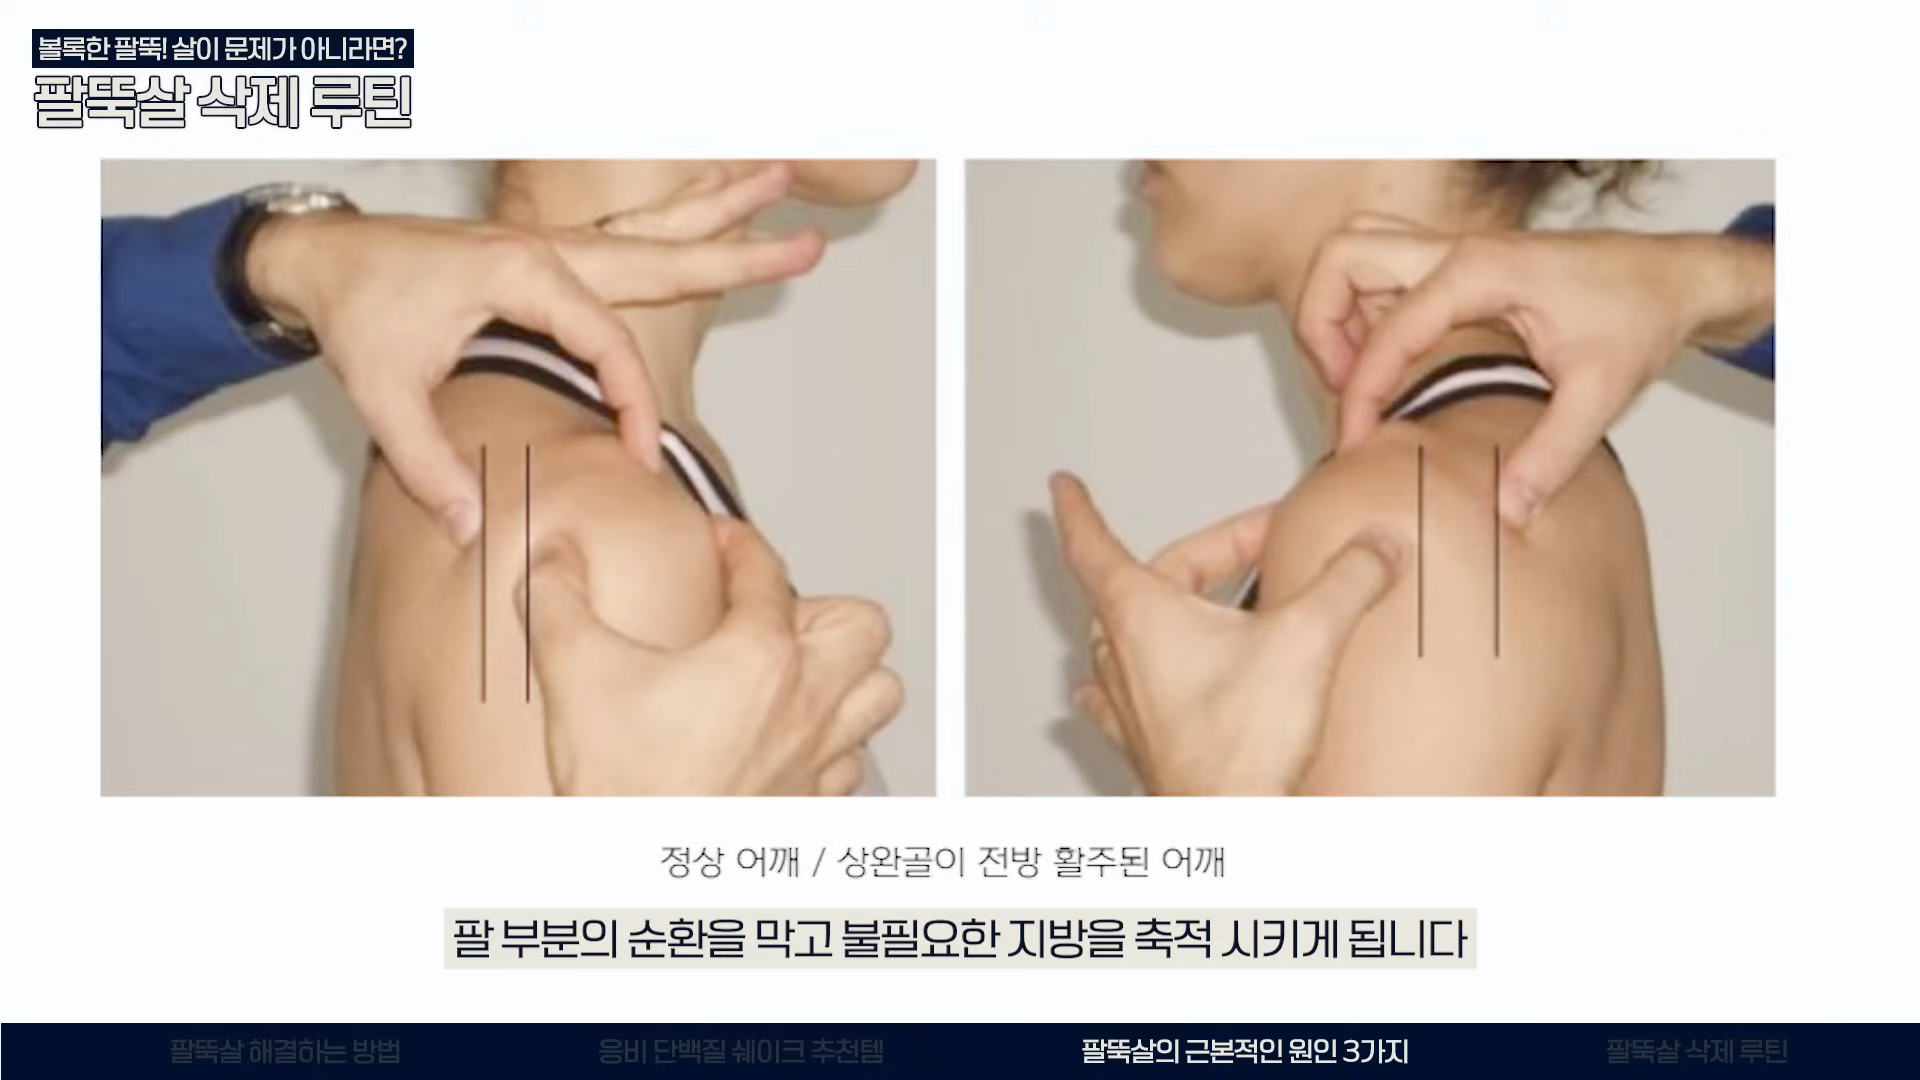 볼록한 팔뚝! 살이 문제가 아니라면?
팔뚝살 삭제 루틴
정상 어깨 / 상완골이 전방 활주된 어깨
팔 부분의 순환을 막고 불필요한 지방을 축적 시키게 됩니다
팔뚝살 해결하는 방법
응비 단백질 쉐이크 추천템
팔뚝살의 근본적인 원인 3가지
팔뚝살 삭제 루틴